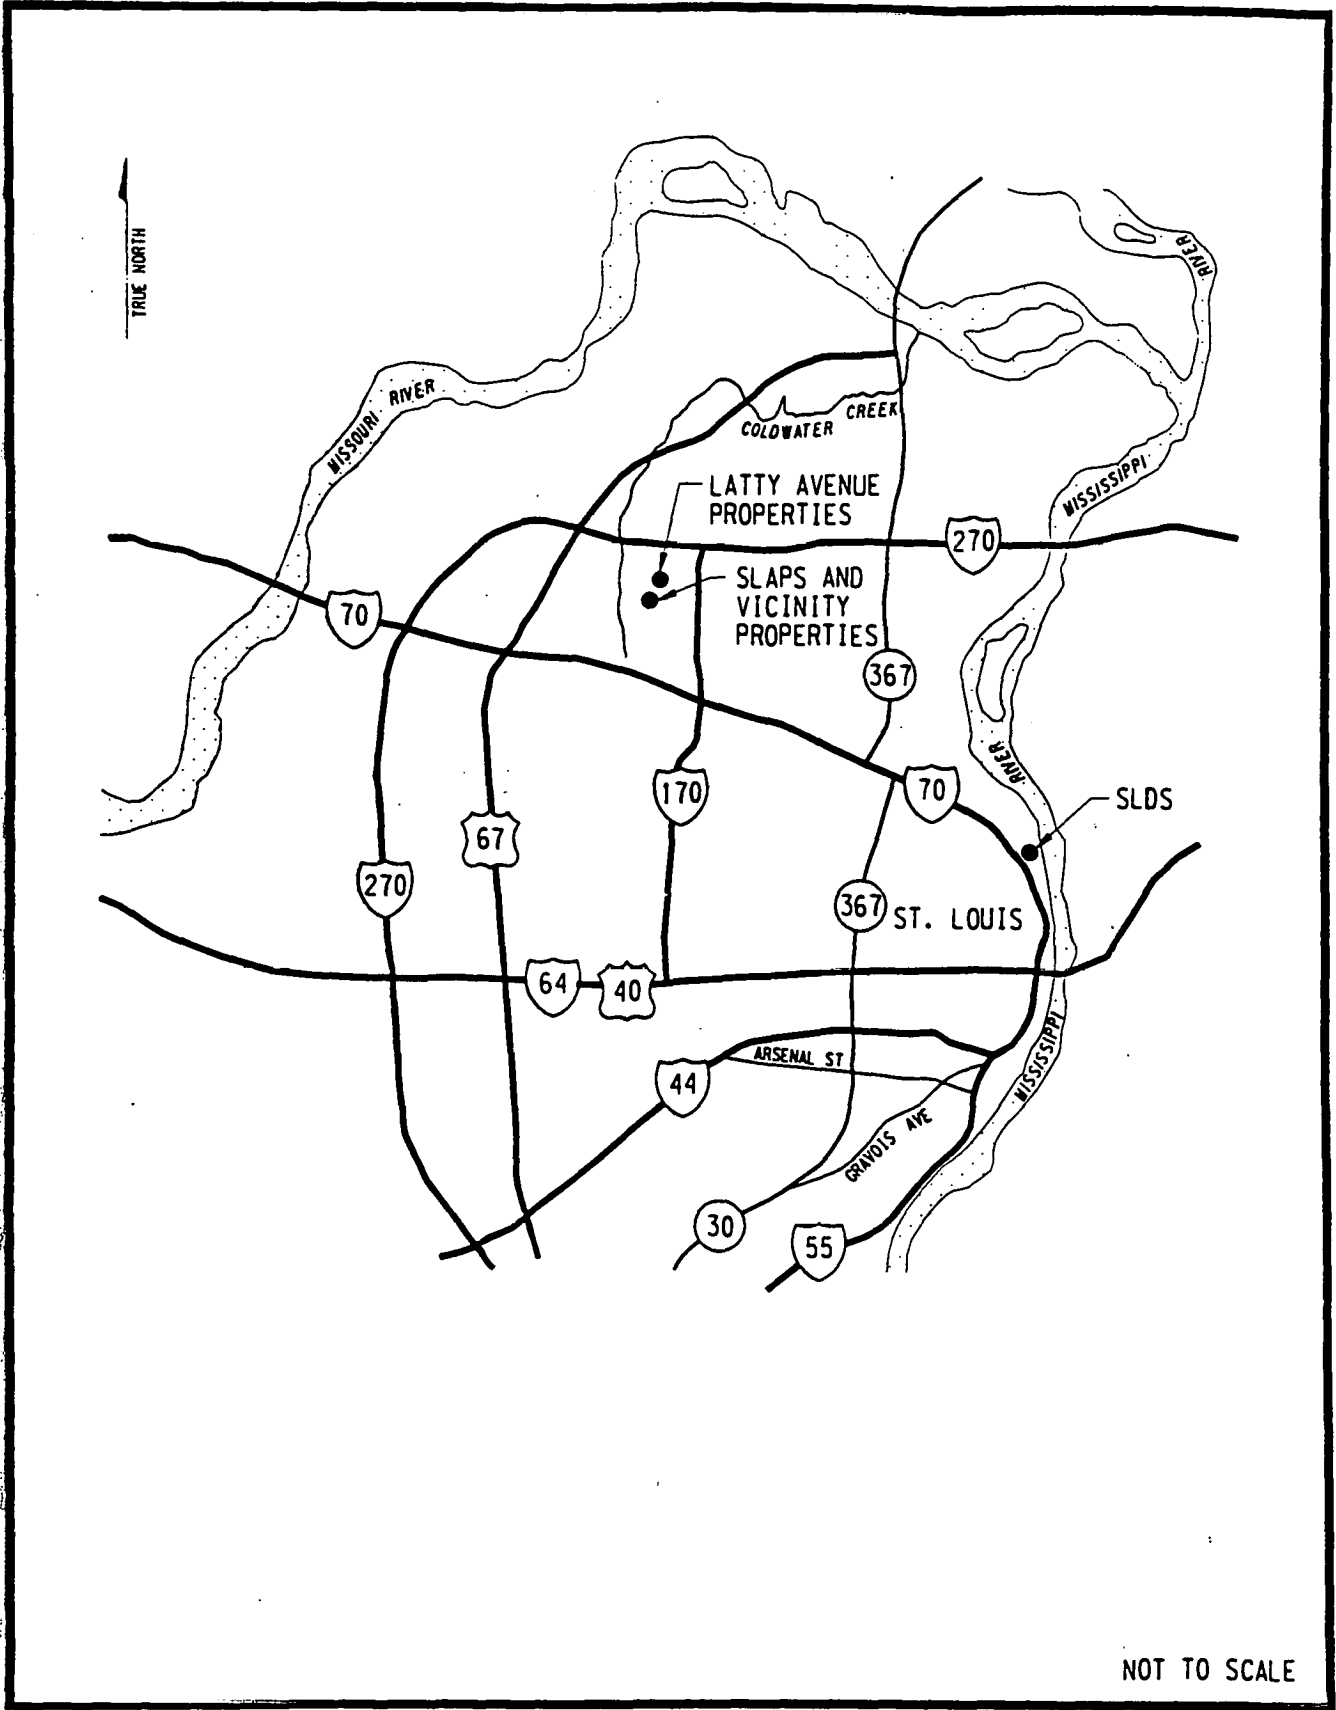 TRUE NORTH
RIVER
MISSOURI RIVER
COLDWATER CREEK
MISSISSIPPI
LATTY AVENUE
PROPERTIES
270
SLAPS AND
VICINITY
PROPERTIES
70
367
RIVER
170
70
SLDS
67
270
367
ST. LOUIS
64
40
MISSISSIPPI
ARSENAL ST
44
GRAVOIS AVE
30
55
NOT TO SCALE